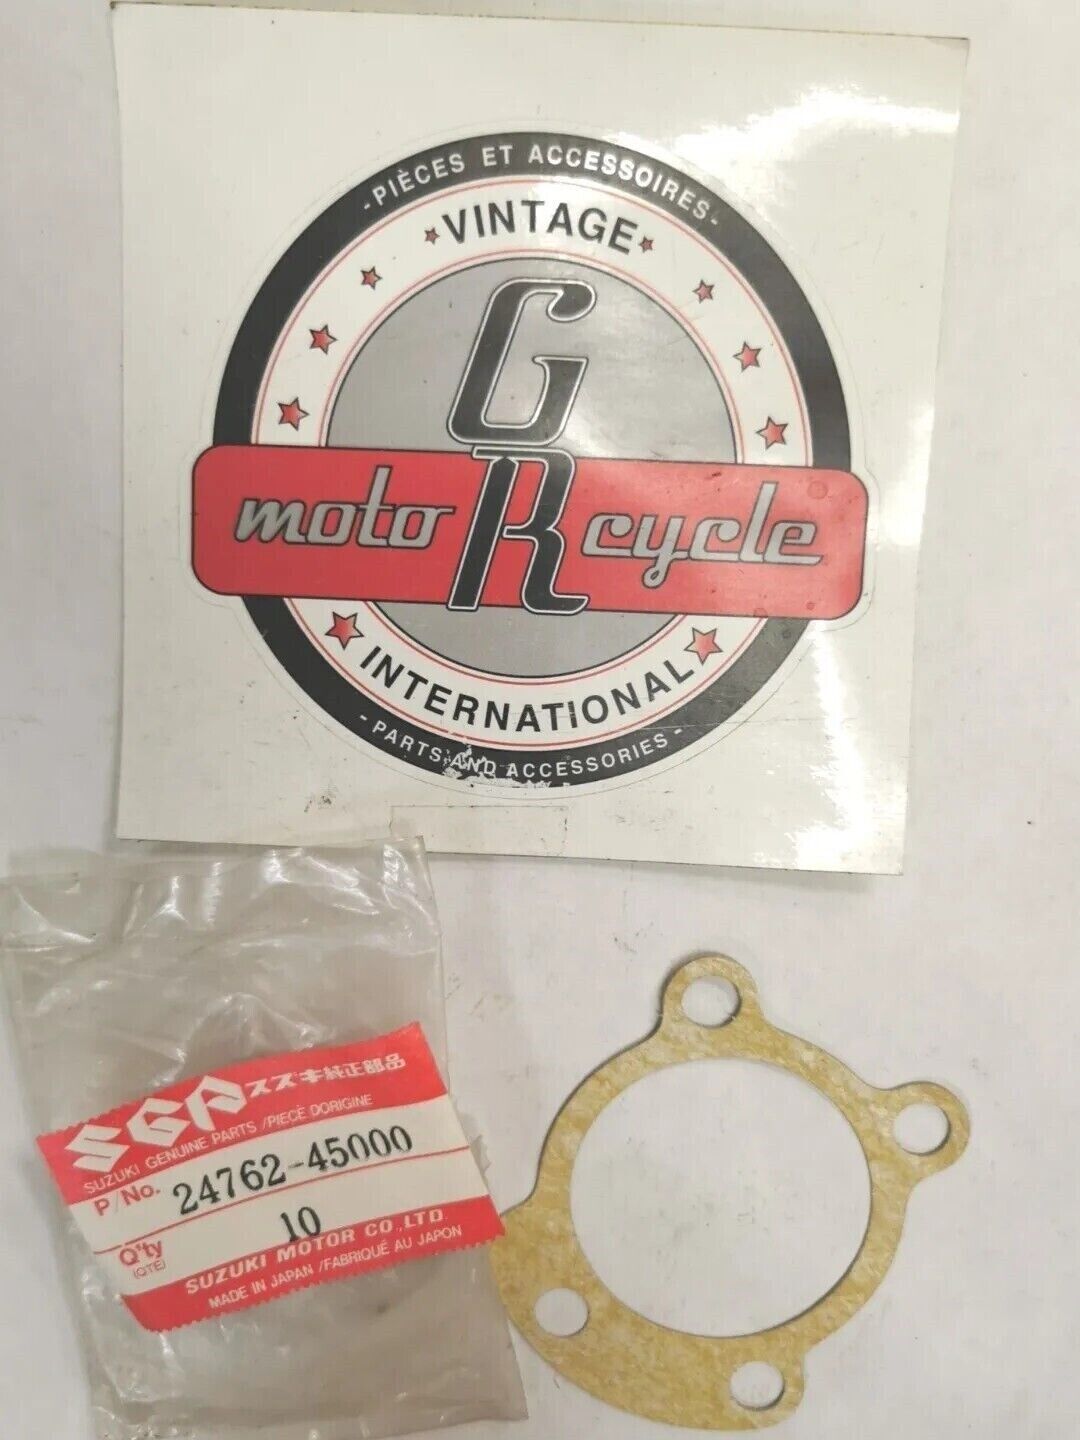 - PIÈCES ET ACCESSOIRES -
VINTAGE
GR
moto cycle
INTERNATIONAL
- PARTS AND ACCESSORIES -
SGP スズキ純正部品
SUZUKI GENUINE PARTS / PIECE DORIGINE
P/No. 24762-45000
Q'ty 10
(QTE)
SUZUKI MOTOR CO.,LTD.
MADE IN JAPAN / FABRIQUÉ AU JAPON